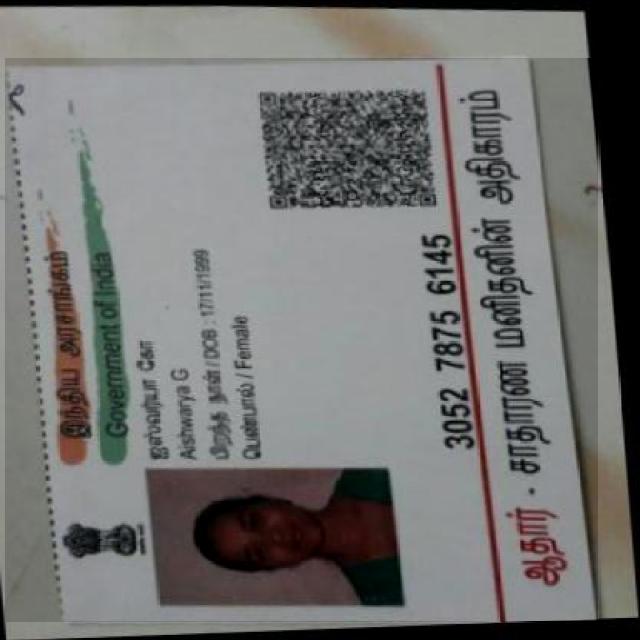 இந்திய அரசாங்கம்
Government of India
ஐஸ்வர்யா கோ
Aishwarya G
பிறந்த நாள் / DOB : 17/11/1999
பெண்பால் / Female
3052 7875 6145
ஆதார் - சாதாரண மனிதனின் அதிகாரம்